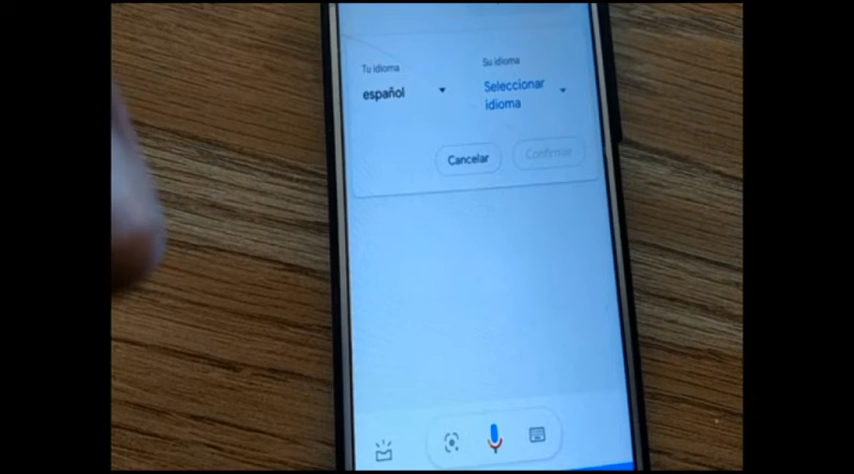 Tu idioma
Su idioma
español
Seleccionar
idioma
Cancelar
Confirmar